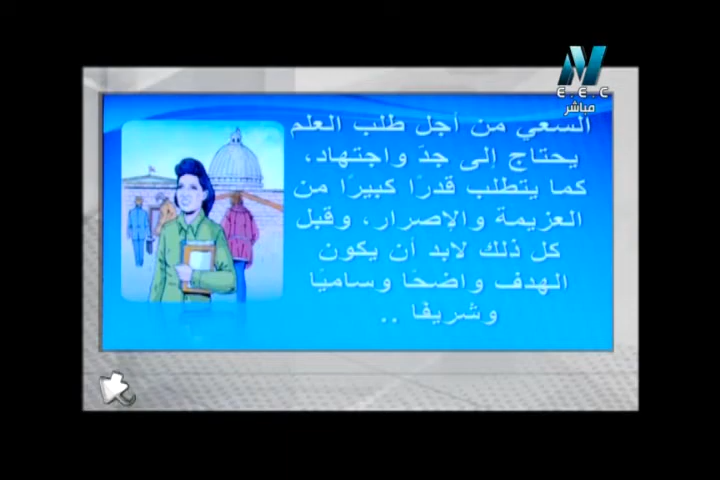 E.E.C
مباشر
السعي من أجل طلب العلم
يحتاج إلى جدّ واجتهاد،
كما يتطلب قدرًا كبيرًا من
العزيمة والإصرار، وقبل
كل ذلك لابد أن يكون
الهدف واضحًا وساميًا
وشريفًا ..